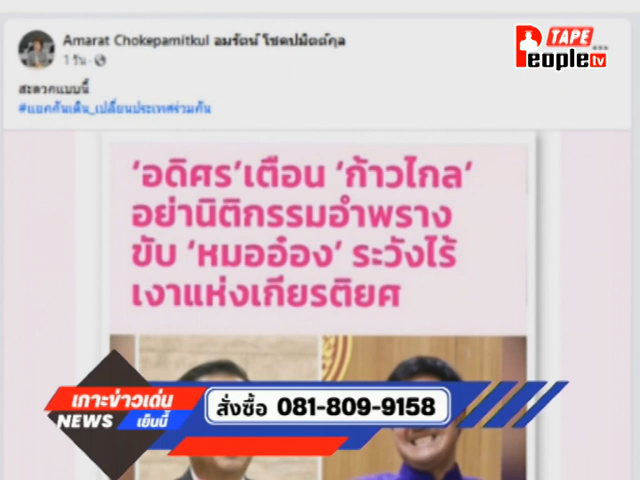 Amarat Chokepamitkul อมรัตน์ โชคปมิตต์กุล
1 วัน
สะดวกแบบนี้
#แยกกันเดิน_เปลี่ยนประเทศร่วมกัน
TAPE
People tv
...
‘อดิศร’เตือน ‘ก้าวไกล’
อย่านิติกรรมอำพราง
ขับ ‘หมออ๋อง’ ระวังไร้
เงาแห่งเกียรติยศ
เกาะข่าวเด่น
NEWS เย็นนี้
สั่งซื้อ 081-809-9158